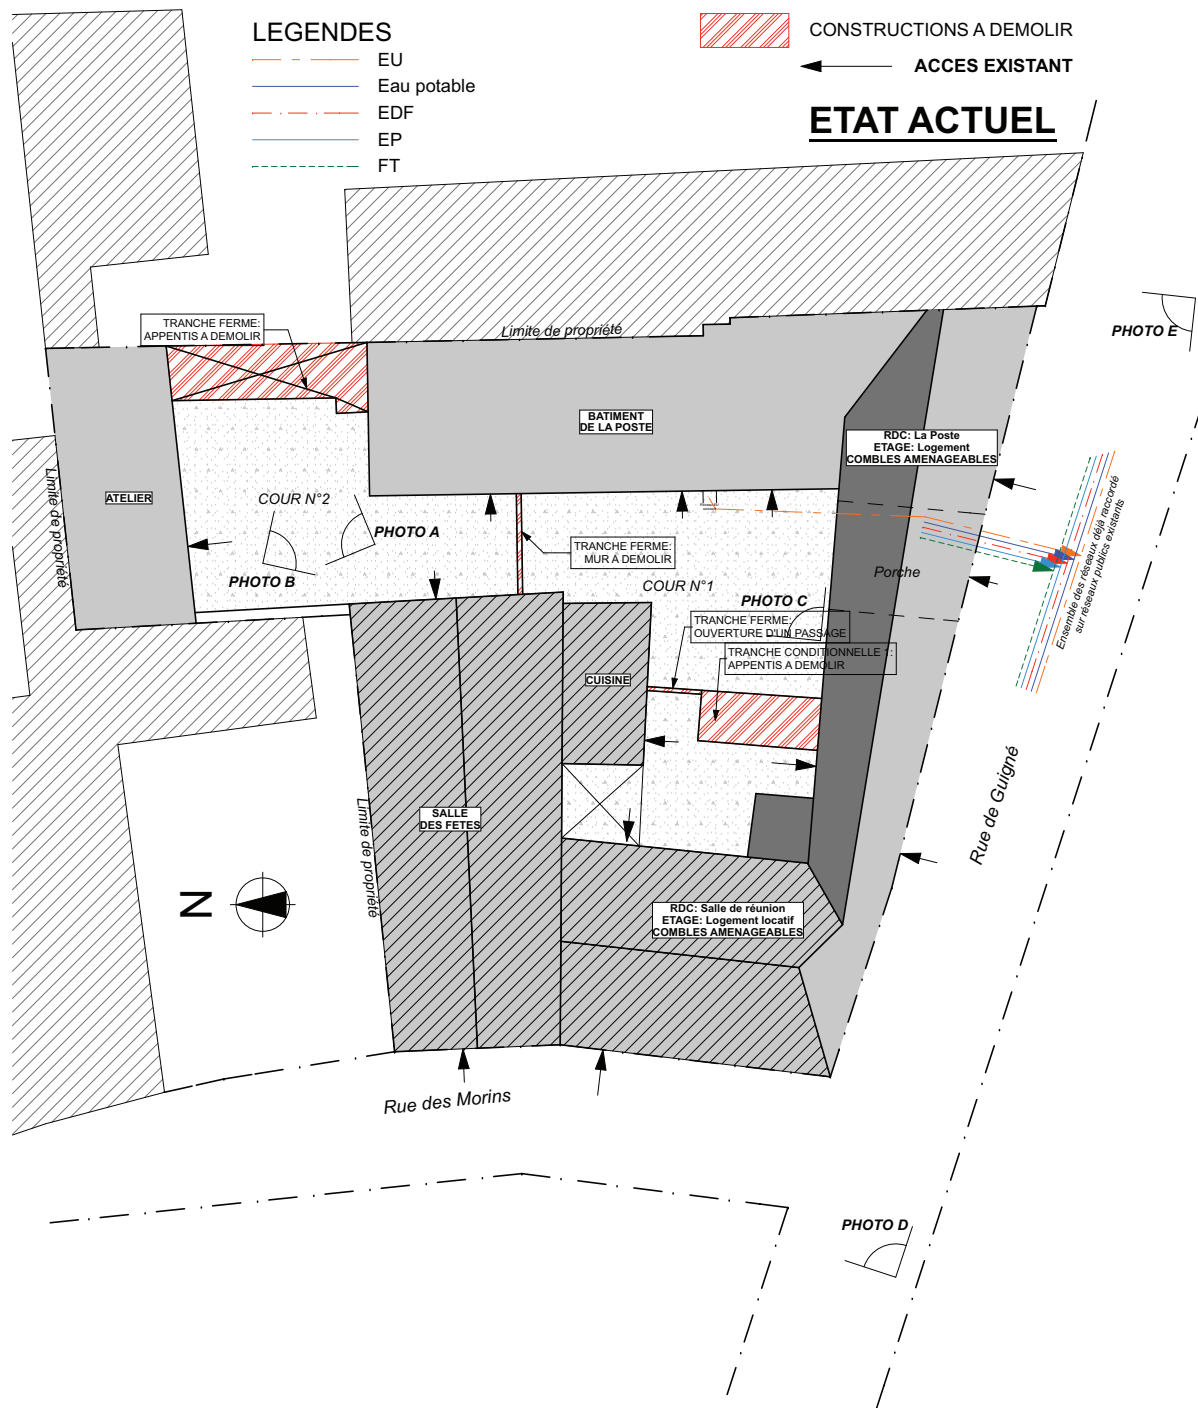 LEGENDES
EU
Eau potable
EDF
EP
FT
CONSTRUCTIONS A DEMOLIR
ACCES EXISTANT
ETAT ACTUEL
PHOTO E
TRANCHE FERME:
APPENTIS A DEMOLIR
Limite de propriété
BATIMENT
DE LA POSTE
RDC: La Poste
ETAGE: Logement
COMBLES AMENAGEABLES
Limite de propriété
ATELIER
COUR N°2
PHOTO A
PHOTO B
TRANCHE FERME:
MUR A DEMOLIR
COUR N°1
Porche
Ensemble des réseaux déjà raccordé
sur réseaux publics existants
PHOTO C
TRANCHE FERME:
OUVERTURE D'UN PASSAGE
TRANCHE CONDITIONNELLE 1:
APPENTIS A DEMOLIR
CUISINE
Rue de Guigné
SALLE
DES FETES
Limite de propriété
N
RDC: Salle de réunion
ETAGE: Logement locatif
COMBLES AMENAGEABLES
Rue des Morins
PHOTO D